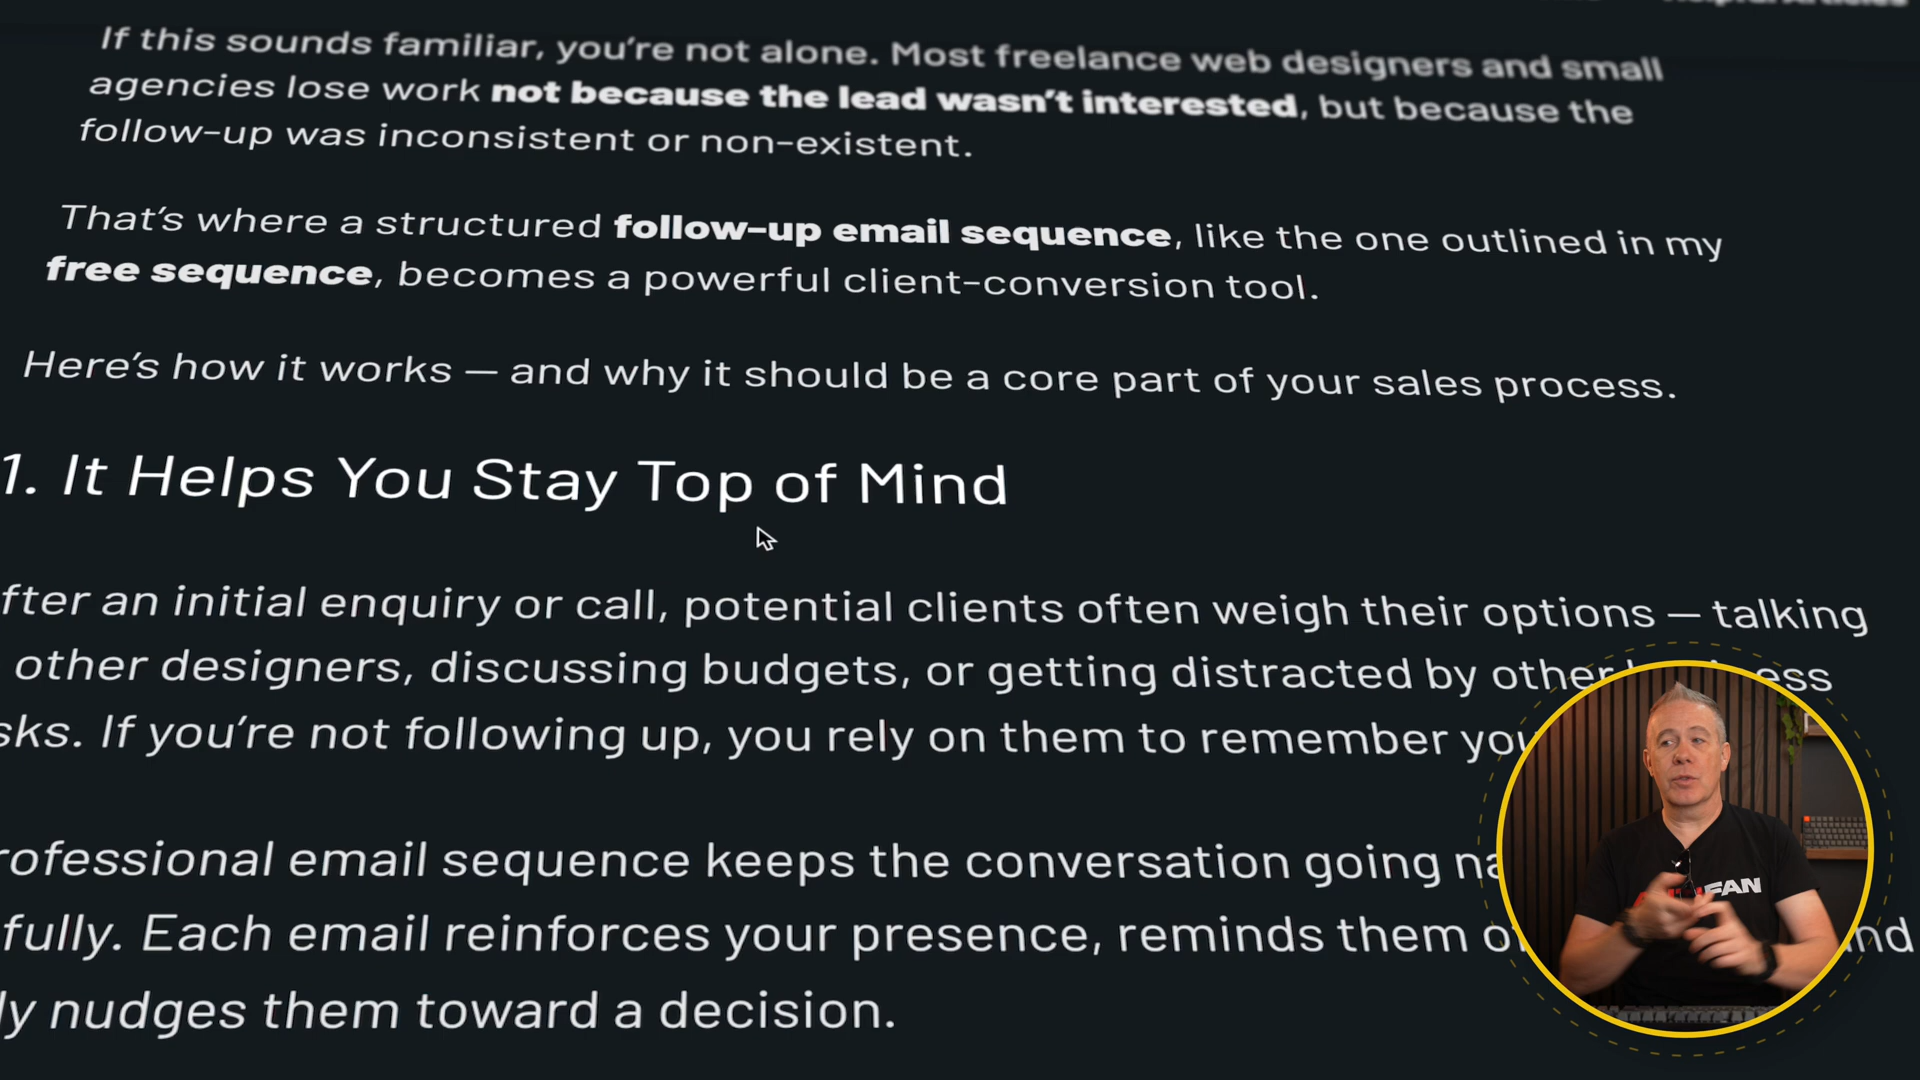 If this sounds familiar, you're not alone. Most freelance web designers and small
agencies lose work not because the lead wasn't interested, but because the
follow-up was inconsistent or non-existent.
That's where a structured follow-up email sequence, like the one outlined in my
free sequence, becomes a powerful client-conversion tool.
Here's how it works — and why it should be a core part of your sales process.
1. It Helps You Stay Top of Mind
fter an initial enquiry or call, potential clients often weigh their options — talking
other designers, discussing budgets, or getting distracted by other
sks. If you're not following up, you rely on them to remember you
rofessional email sequence keeps the conversation going
fully. Each email reinforces your presence, reminds them
ly nudges them toward a decision.
FAN